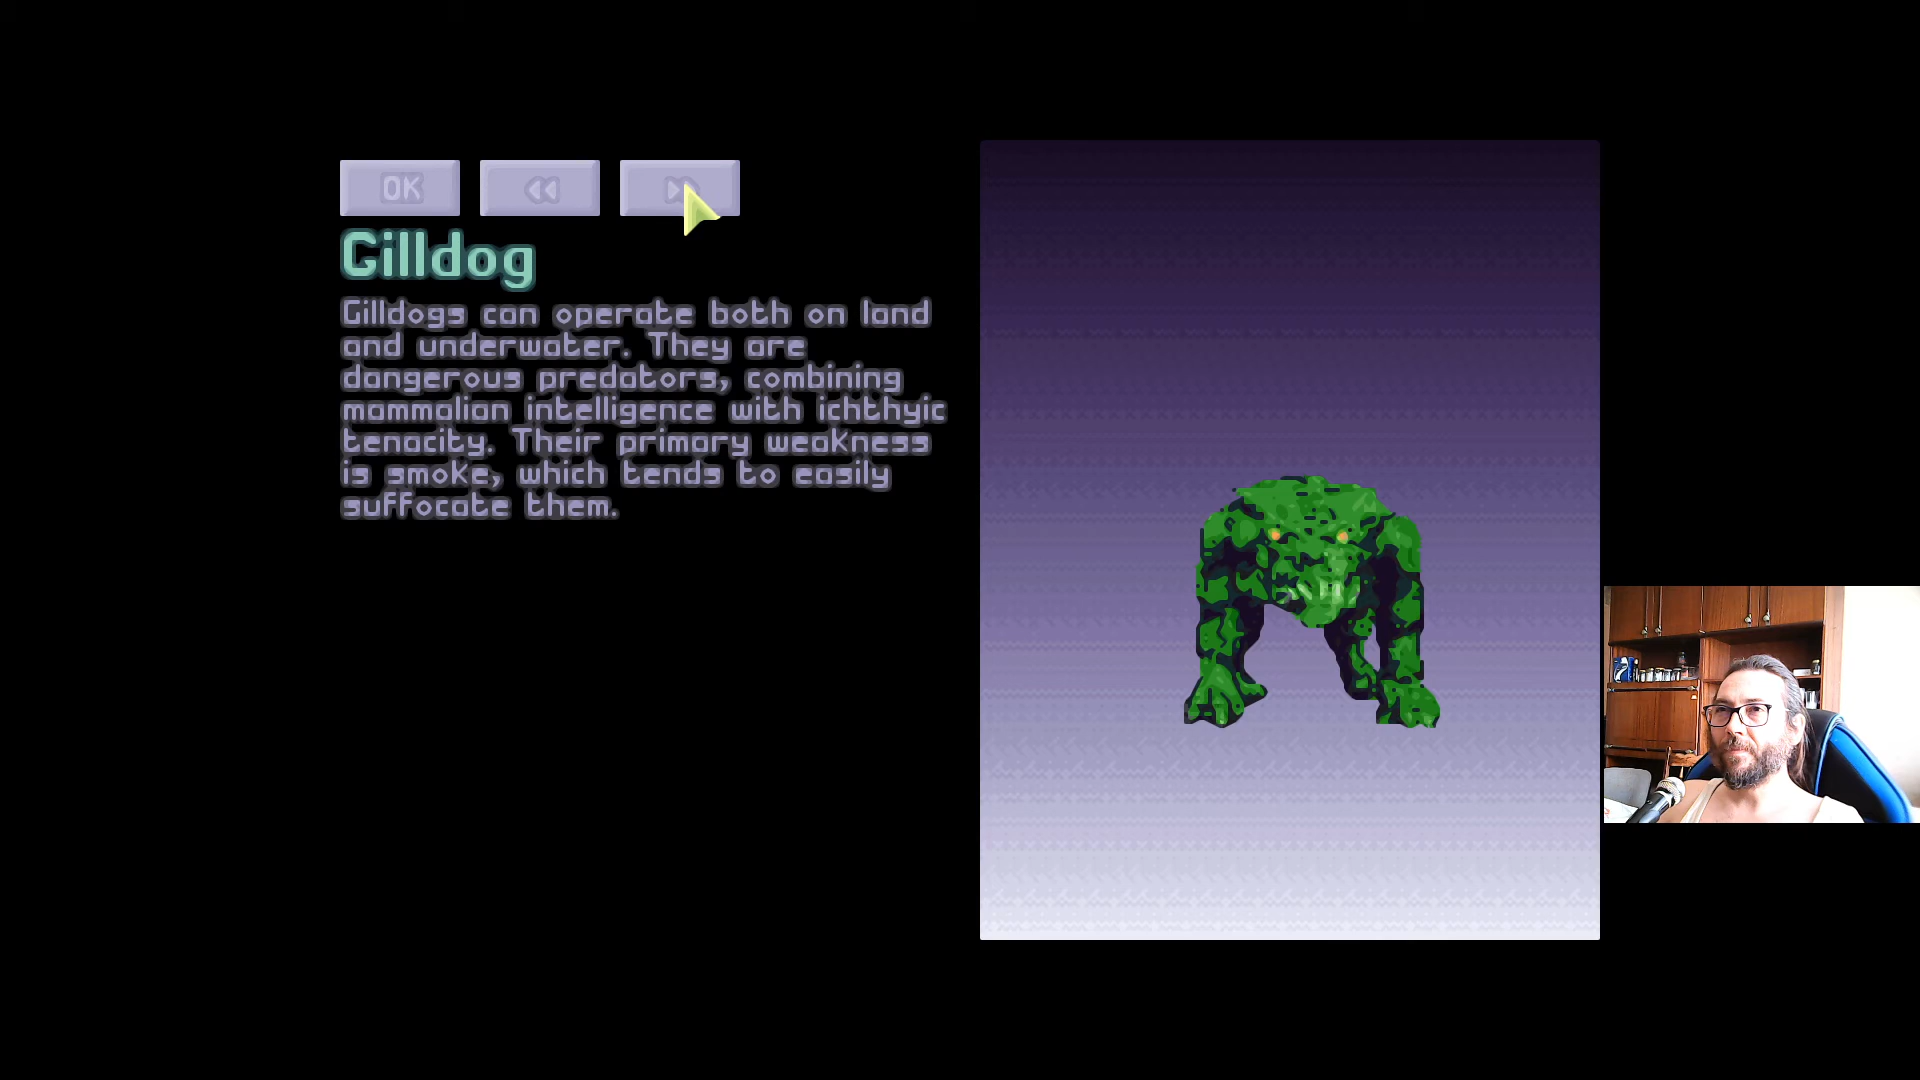 OK
Gilldog
Gilldogs can operate both on land
and underwater. They are
dangerous predators, combining
mammalian intelligence with ichthyic
tenacity. Their primary weakness
is smoke, which tends to easily
suffocate them.